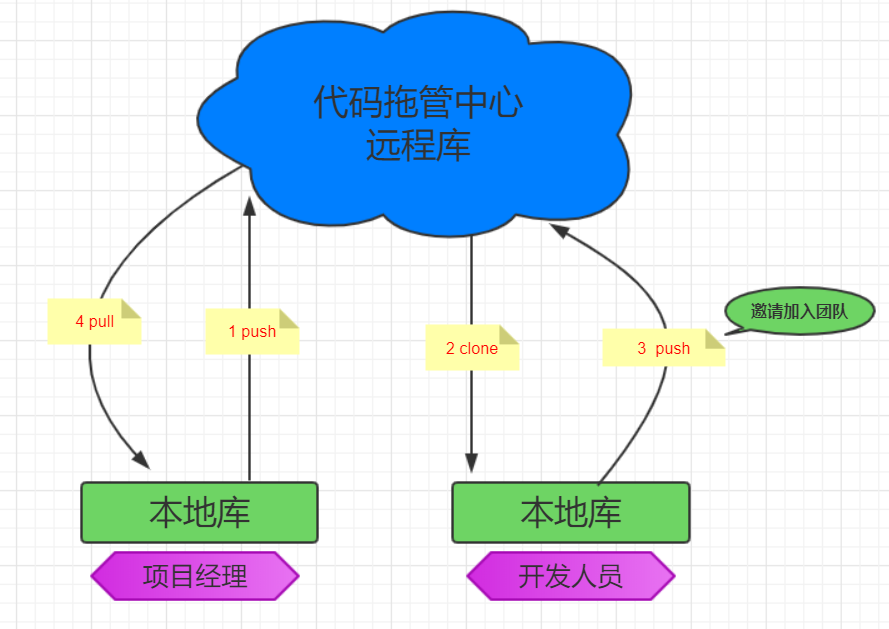 代码拖管中心
远程库
邀请加入团队
4 pull
1 push
2 clone
3 push
本地库
本地库
项目经理
开发人员